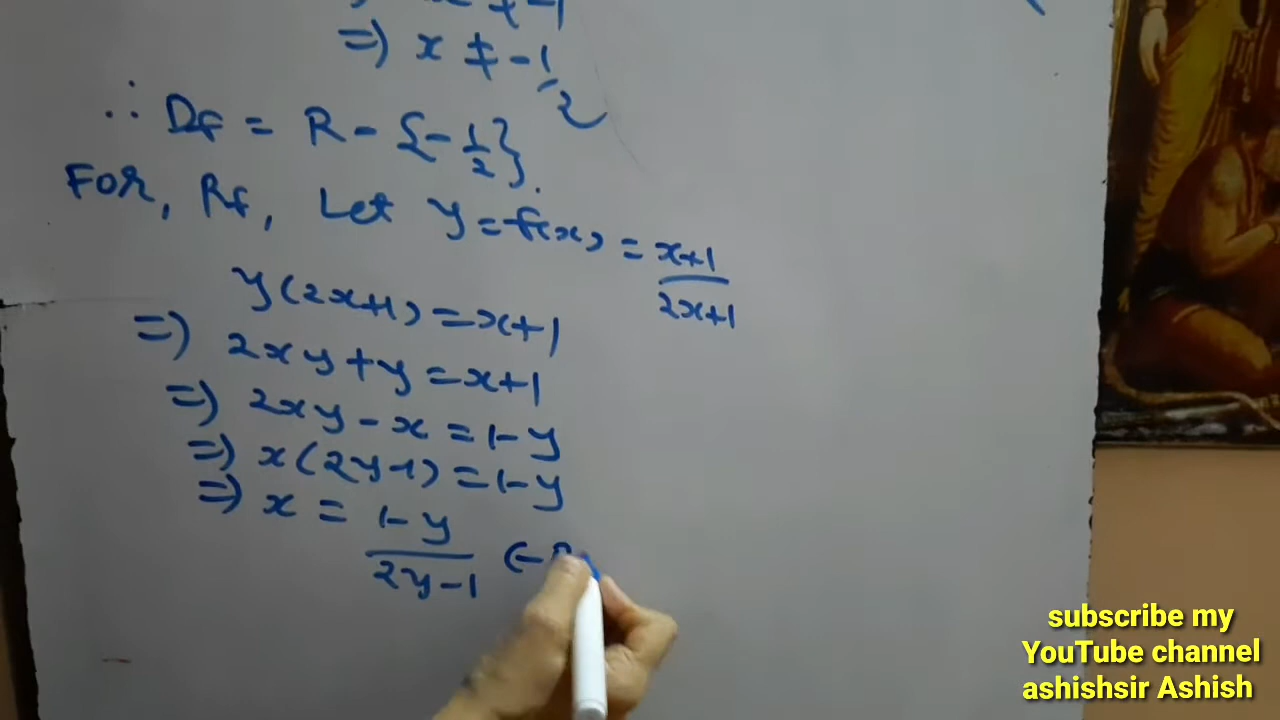 =) x ≠ -1/2
∴ Df = R - {-1/2}.
For, Rf, Let y = f(x) = x+1/2x+1
y(2x+1) = x+1
=) 2xy + y = x+1
=) 2xy - x = 1-y
=) x(2y-1) = 1-y
=) x = 1-y/2y-1
subscribe my
YouTube channel
ashishsir Ashish